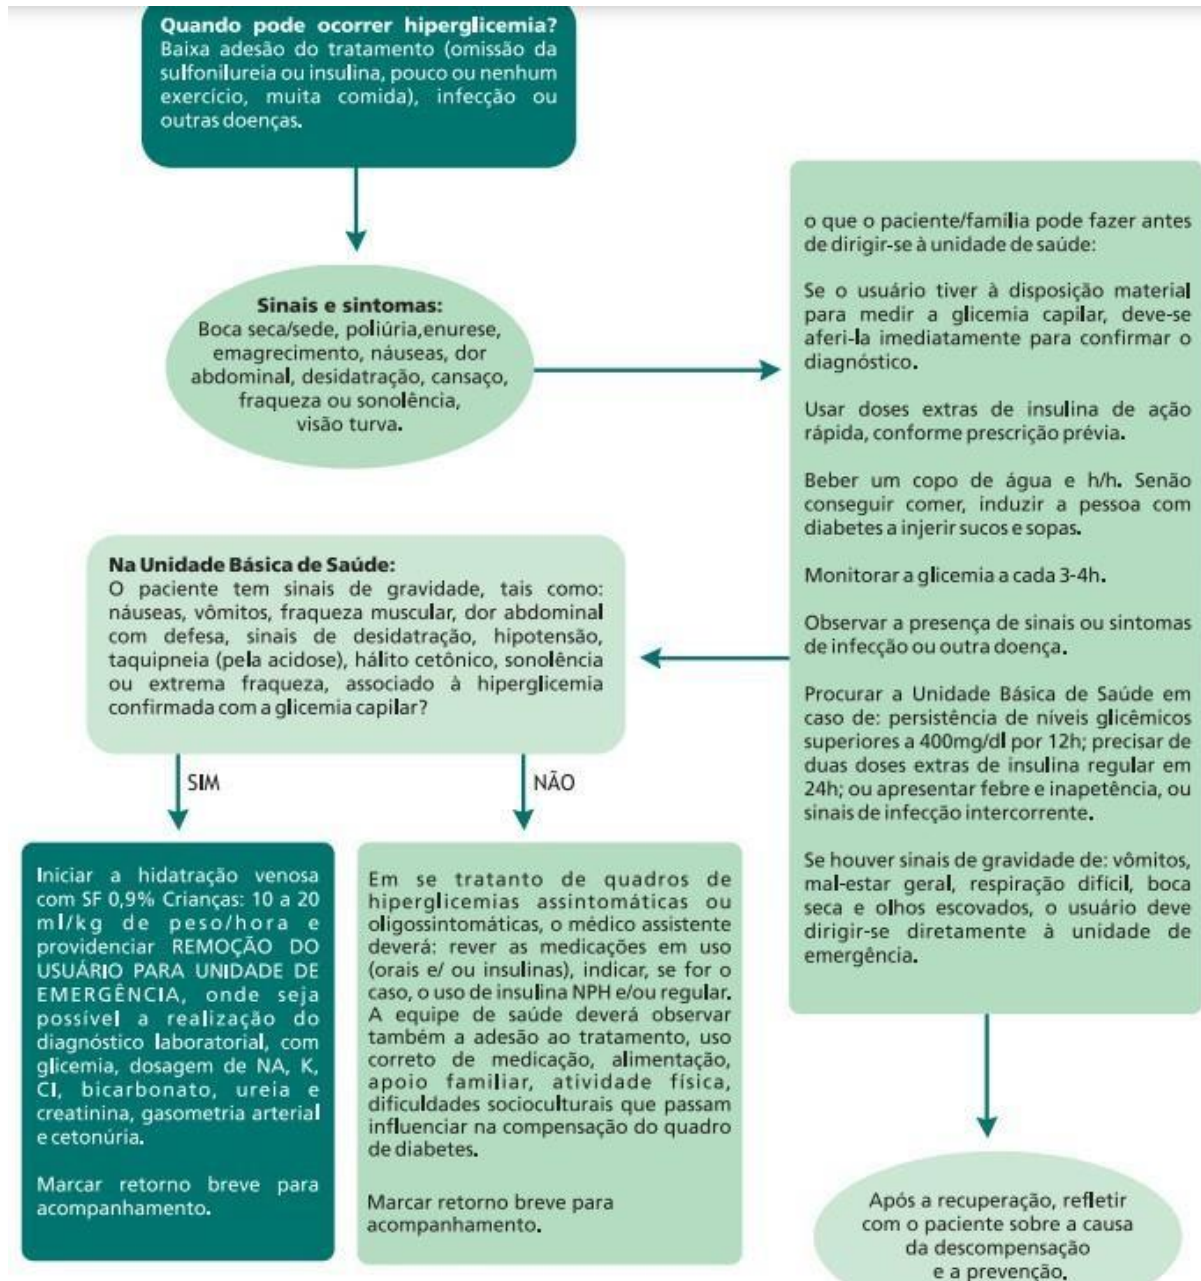 Quando pode ocorrer hiperglicemia?
Baixa adesão do tratamento (omissão da
sulfonilureia ou insulina, pouco ou nenhum
exercício, muita comida), infecção ou
outras doenças.
Sinais e sintomas:
Boca seca/sede, poliúria,enurese,
emagrecimento, náuseas, dor
abdominal, desidatração, cansaço,
fraqueza ou sonolência,
visão turva.
o que o paciente/família pode fazer antes
de dirigir-se à unidade de saúde:
Se o usuário tiver à disposição material
para medir a glicemia capilar, deve-se
aferi-la imediatamente para confirmar o
diagnóstico.
Usar doses extras de insulina de ação
rápida, conforme prescrição prévia.
Beber um copo de água e h/h. Senão
conseguir comer, induzir a pessoa com
diabetes a injerir sucos e sopas.
Monitorar a glicemia a cada 3-4h.
Observar a presença de sinais ou sintomas
de infecção ou outra doença.
Procurar a Unidade Básica de Saúde em
caso de: persistência de níveis glicêmicos
superiores a 400mg/dl por 12h; precisar de
duas doses extras de insulina regular em
24h; ou apresentar febre e inapetência, ou
sinais de infecção intercorrente.
Se houver sinais de gravidade de: vômitos,
mal-estar geral, respiração difícil, boca
seca e olhos escovados, o usuário deve
dirigir-se diretamente à unidade de
emergência.
Na Unidade Básica de Saúde:
O paciente tem sinais de gravidade, tais como:
náuseas, vômitos, fraqueza muscular, dor abdominal
com defesa, sinais de desidatração, hipotensão,
taquipneia (pela acidose), hálito cetônico, sonolência
ou extrema fraqueza, associado à hiperglicemia
confirmada com a glicemia capilar?
SIM
NÃO
Iniciar a hidratação venosa
com SF 0,9% Crianças: 10 a 20
ml/kg de peso/hora e
providenciar REMOÇÃO DO
USUÁRIO PARA UNIDADE DE
EMERGÊNCIA, onde seja
possível a realização do
diagnóstico laboratorial, com
glicemia, dosagem de NA, K,
CI, bicarbonato, ureia e
creatinina, gasometria arterial
e cetonúria.
Marcar retorno breve para
acompanhamento.
Em se tratanto de quadros de
hiperglicemias assintomáticas ou
oligossintomáticas, o médico assistente
deverá: rever as medicações em uso
(orais e/ ou insulinas), indicar, se for o
caso, o uso de insulina NPH e/ou regular.
A equipe de saúde deverá observar
também a adesão ao tratamento, uso
correto de medicação, alimentação,
apoio familiar, atividade física,
dificuldades socioculturais que passam
influenciar na compensação do quadro
de diabetes.
Marcar retorno breve para
acompanhamento.
Após a recuperação, refletir
com o paciente sobre a causa
da descompensação
e a prevenção.